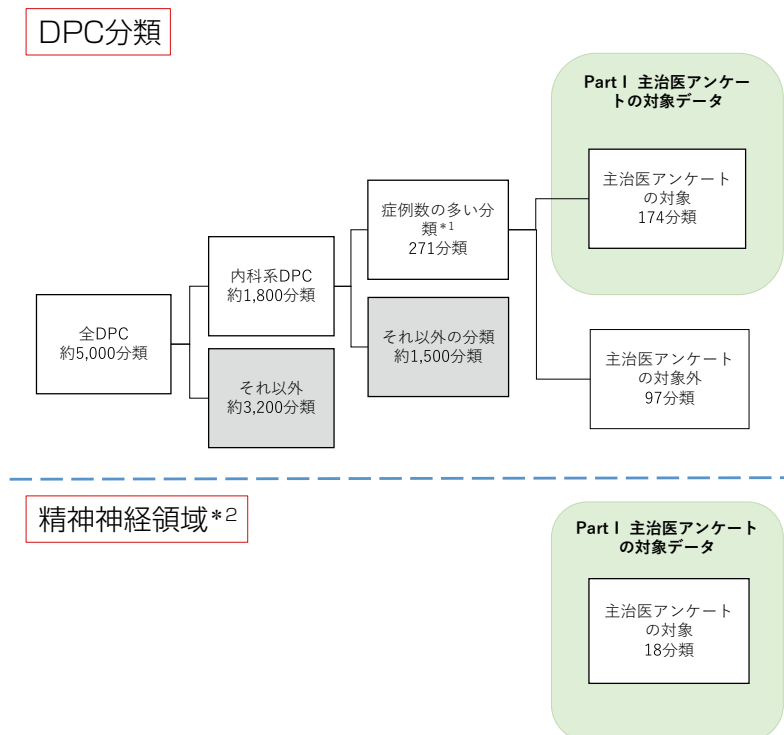 DPC分類
Part I 主治医アンケー
トの対象データ
主治医アンケート
の対象
174分類
症例数の多い分
類*1
271分類
内科系DPC
約1,800分類
全DPC
約5,000分類
それ以外
約3,200分類
それ以外の分類
約1,500分類
主治医アンケート
の対象外
97分類
精神神経領域*2
Part I 主治医アンケート
の対象データ
主治医アンケート
の対象
18分類